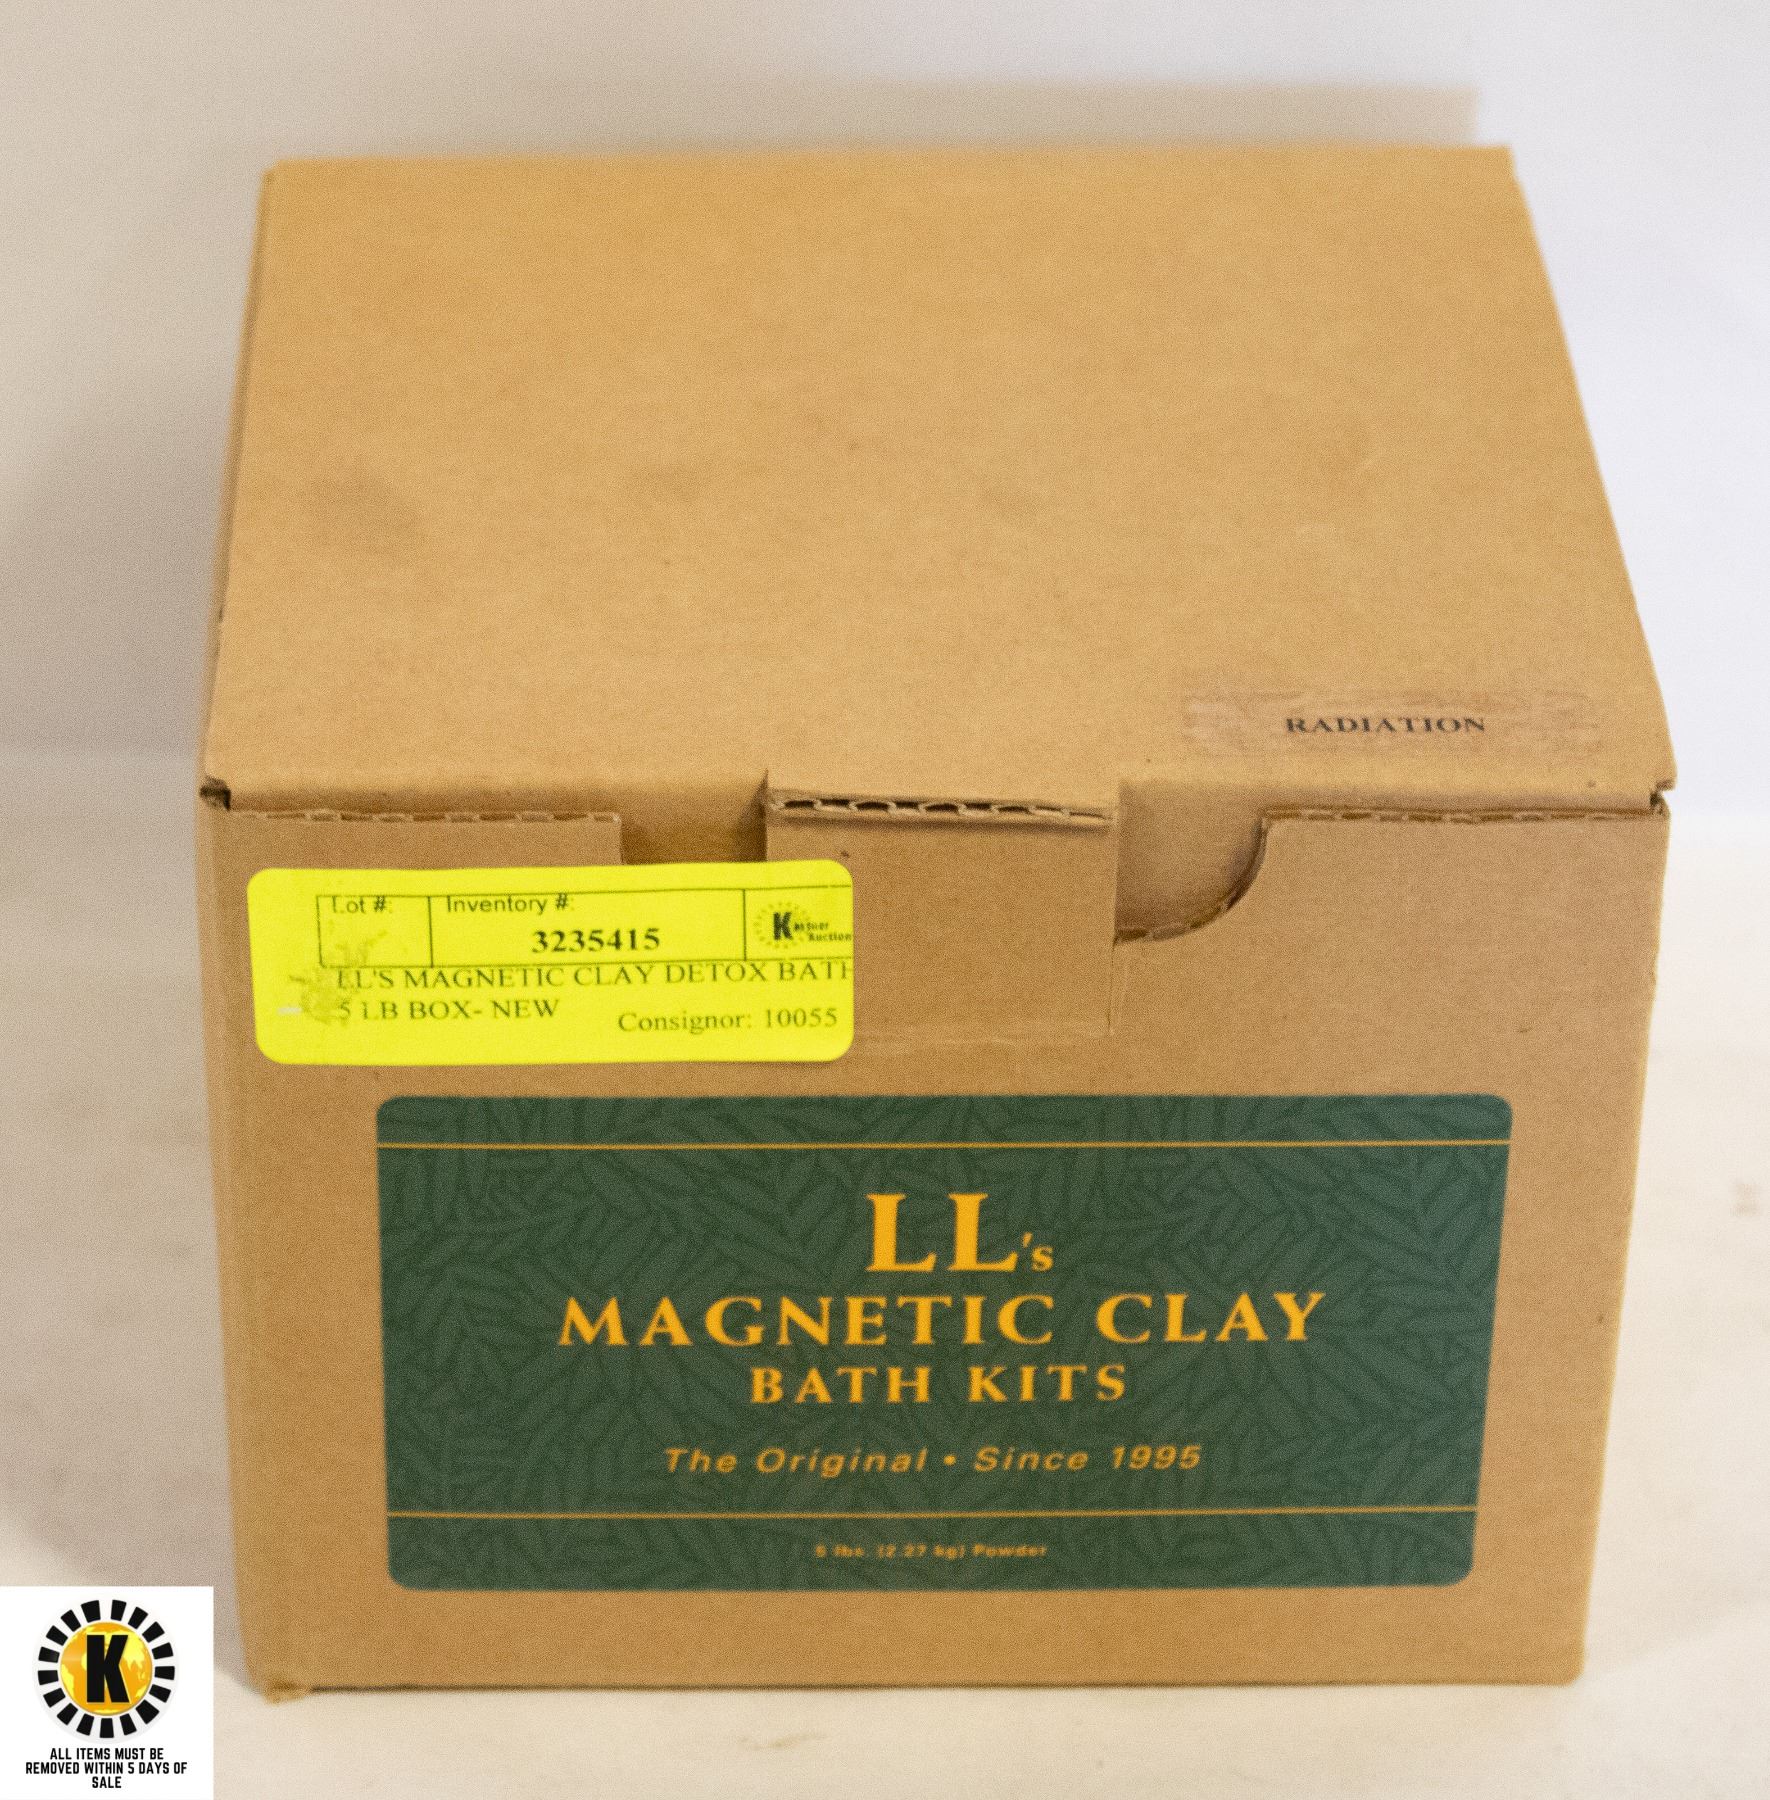 RADIATION
Lot #: Inventory #:
3235415
K Kastner Auctions
LL'S MAGNETIC CLAY DETOX BATH
5 LB BOX- NEW
Consignor: 10055
LL's
MAGNETIC CLAY
BATH KITS
The Original • Since 1995
5 lbs. (2.27 kg) Powder
K
ALL ITEMS MUST BE
REMOVED WITHIN 5 DAYS OF
SALE